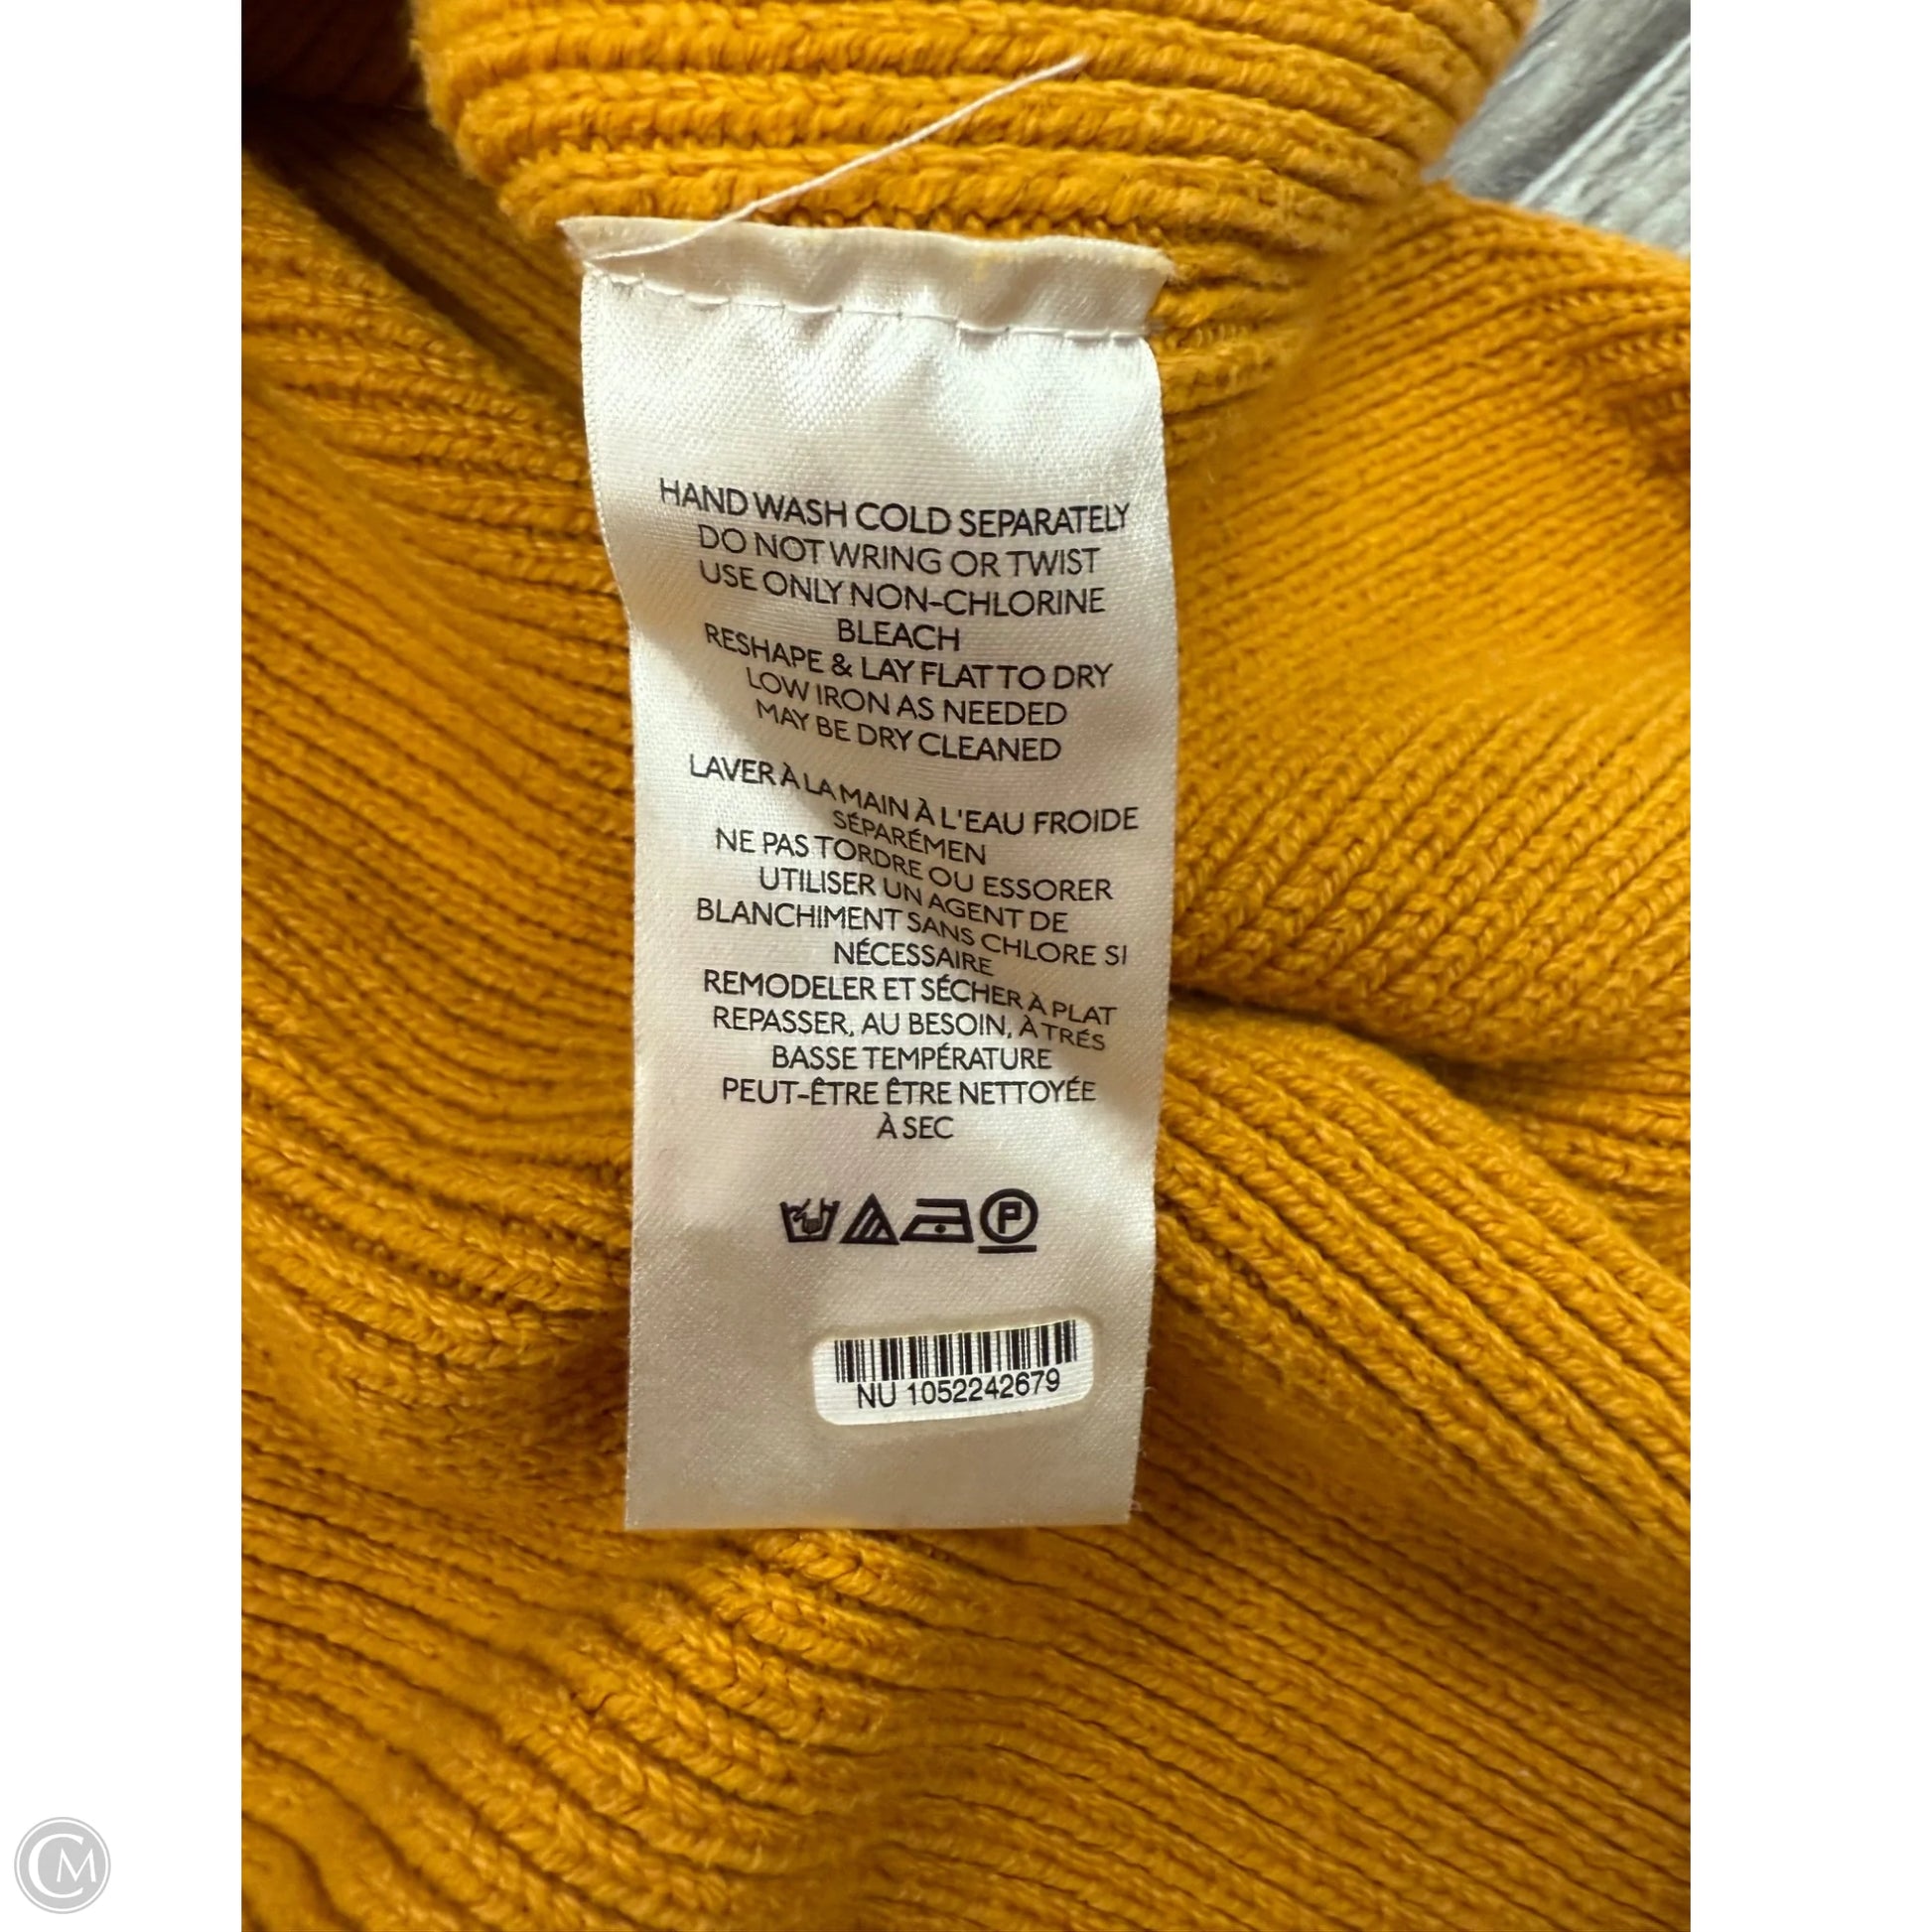 HAND WASH COLD SEPARATELY
DO NOT WRING OR TWIST
USE ONLY NON-CHLORINE
BLEACH
RESHAPE & LAY FLAT TO DRY
LOW IRON AS NEEDED
MAY BE DRY CLEANED
LAVER À LA MAIN À L'EAU FROIDE
SÉPARÉMEN
NE PAS TORDRE OU ESSORER
UTILISER UN AGENT DE
BLANCHIMENT SANS CHLORE SI
NÉCESSAIRE
REMODELER ET SÉCHER À PLAT
REPASSER, AU BESOIN, À TRÉS
BASSE TEMPÉRATURE
PEUT-ÊTRE ÊTRE NETTOYÉE
À SEC
P
NU 1052242679
CM